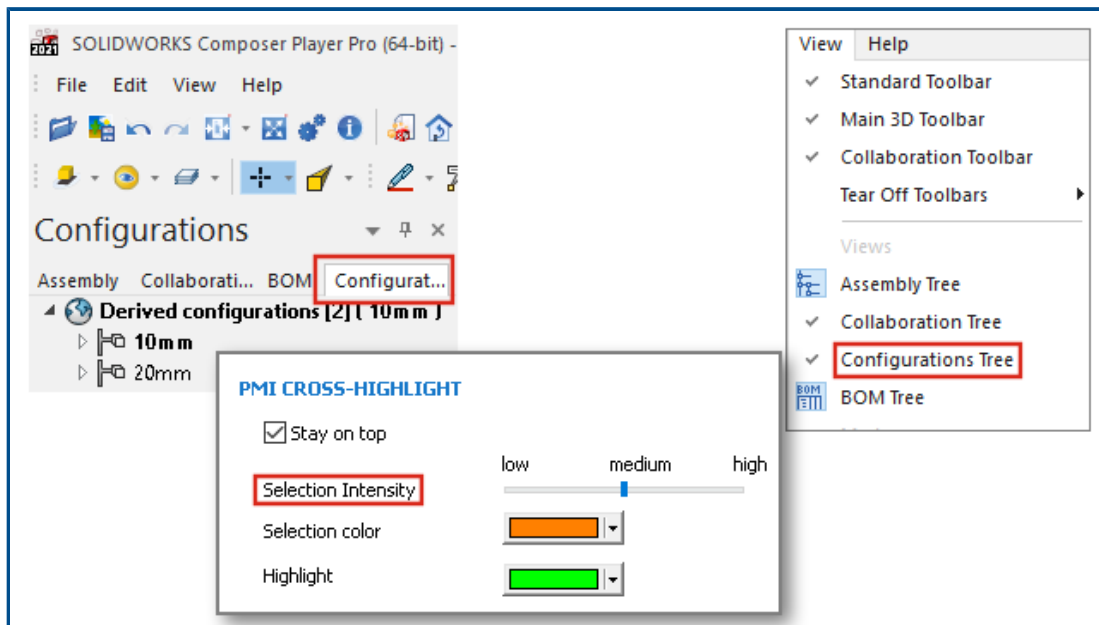 2021 SOLIDWORKS Composer Player Pro (64-bit) -
File Edit View Help
Configurations
Assembly Collaborati... BOM Configurat...
Derived configurations [2] ( 10mm )
10mm
20mm
PMI CROSS-HIGHLIGHT
Stay on top
low medium high
Selection Intensity
Selection color
Highlight
View Help
Standard Toolbar
Main 3D Toolbar
Collaboration Toolbar
Tear Off Toolbars
Views
Assembly Tree
Collaboration Tree
Configurations Tree
BOM BOM Tree